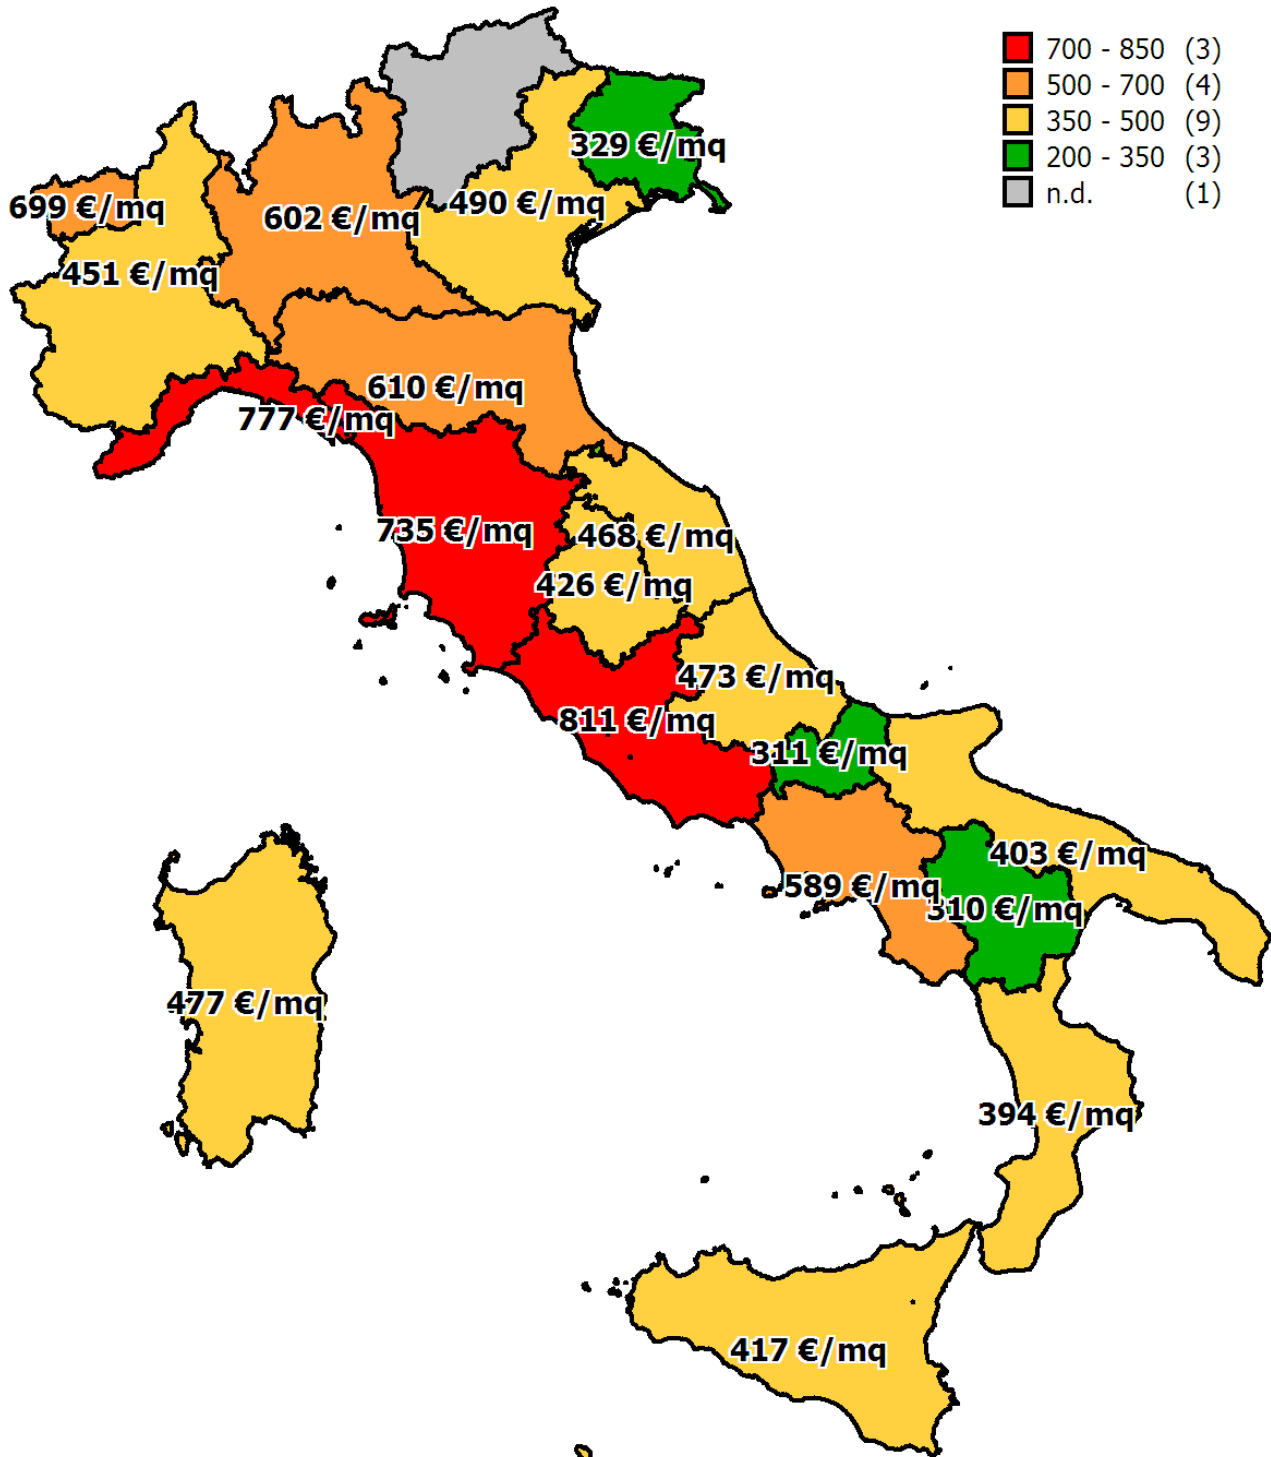 700 - 850 (3)
500 - 700 (4)
350 - 500 (9)
200 - 350 (3)
n.d. (1)
329 €/mq
699 €/mq
602 €/mq
490 €/mq
451 €/mq
610 €/mq
777 €/mq
735 €/mq
468 €/mq
426 €/mq
473 €/mq
811 €/mq
311 €/mq
403 €/mq
589 €/mq
310 €/mq
477 €/mq
394 €/mq
417 €/mq